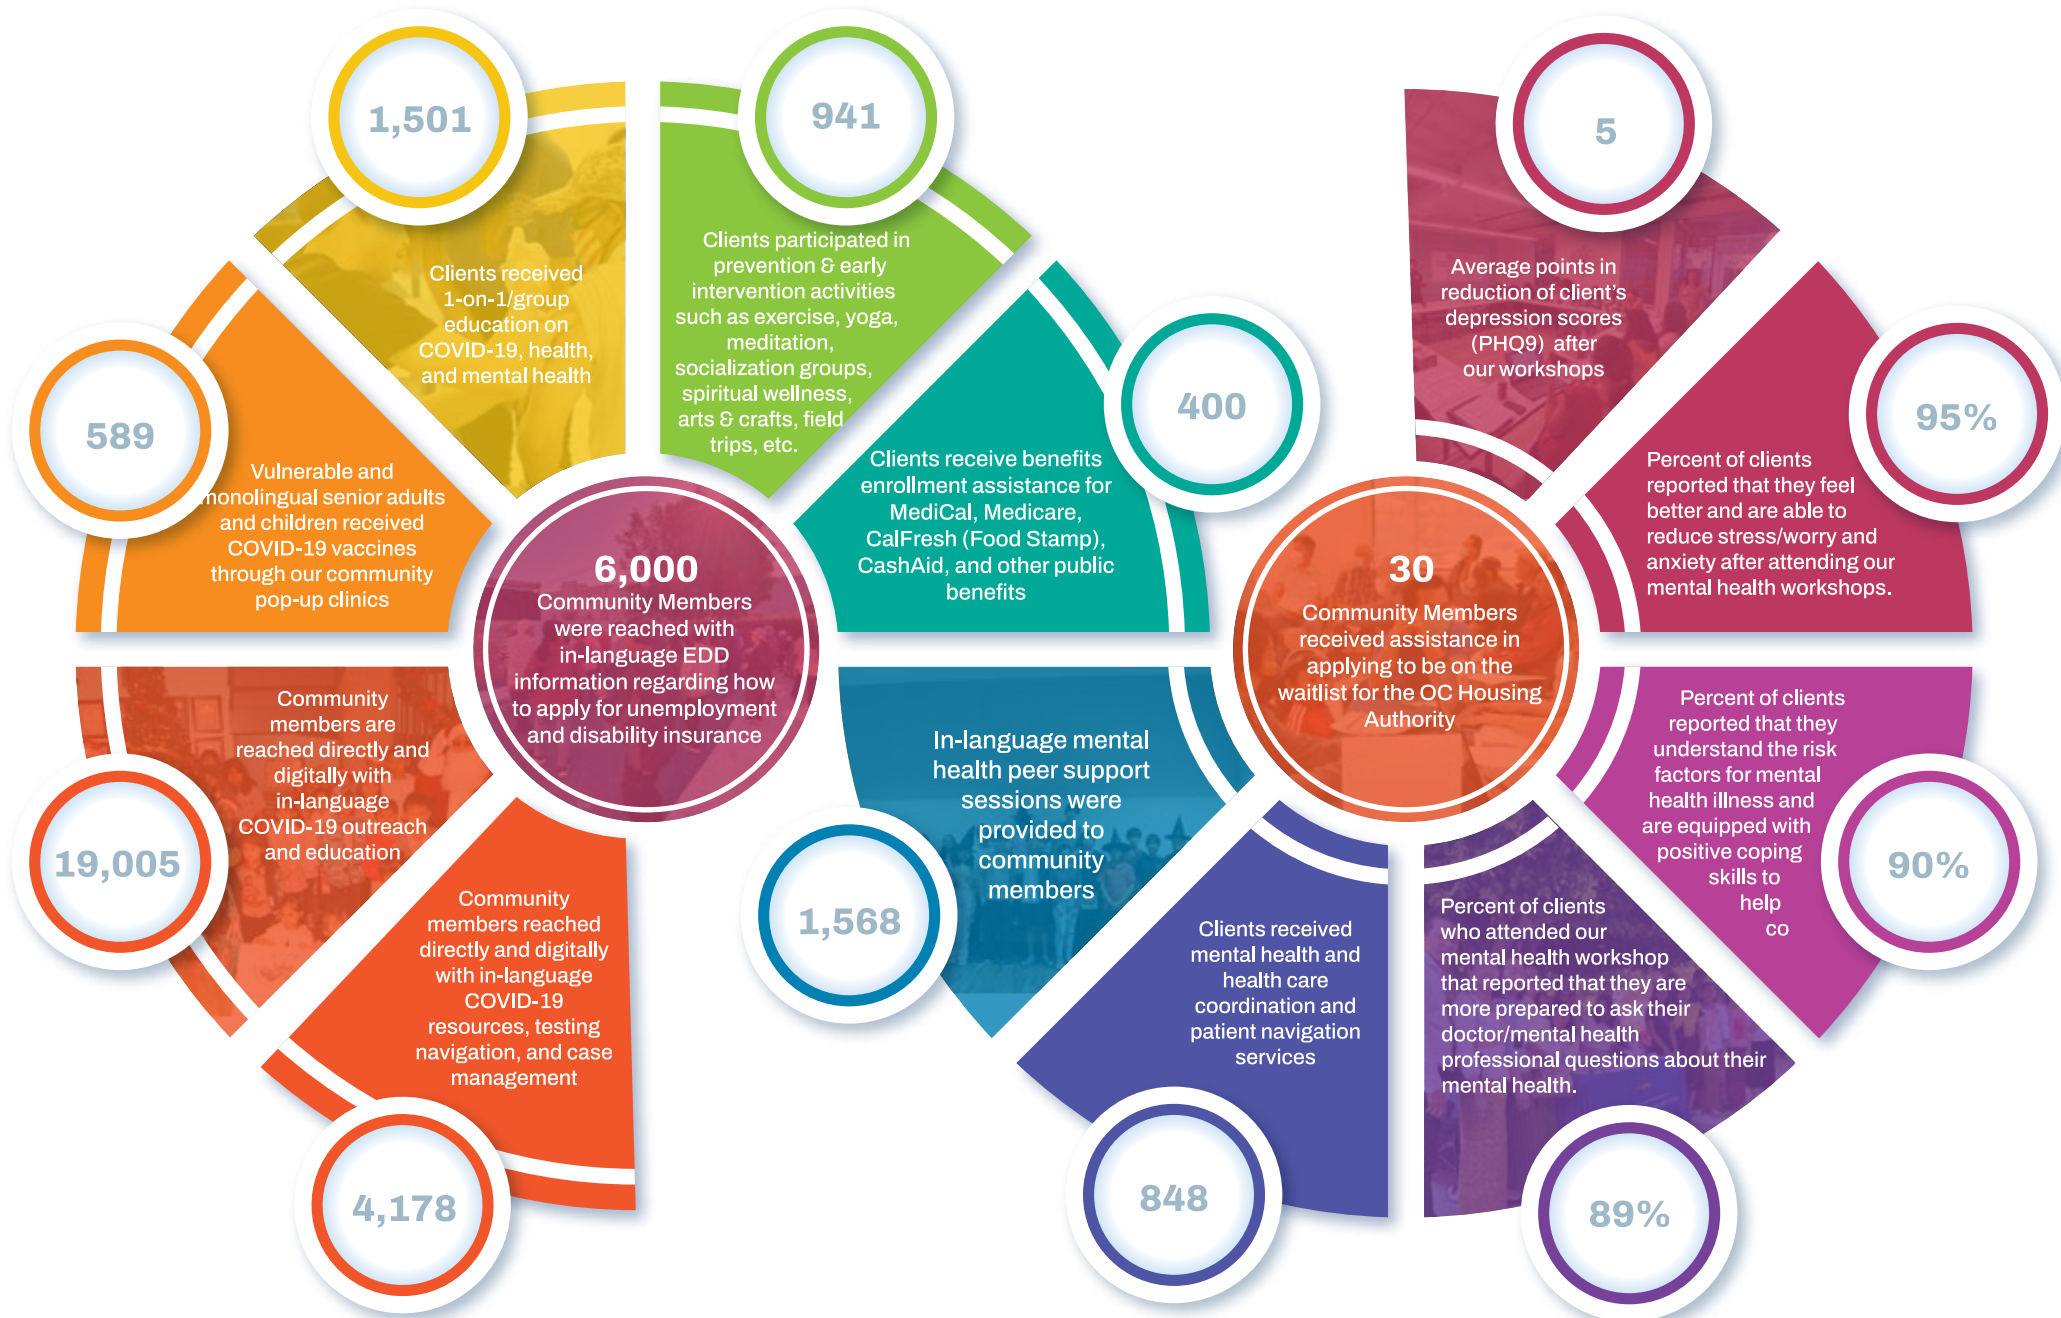 1,501
Clients received
1-on-1/group
education on
COVID-19, health,
and mental health
941
Clients participated in
prevention & early
intervention activities
such as exercise, yoga,
meditation,
socialization groups,
spiritual wellness,
arts & crafts, field
trips, etc.
589
Vulnerable and
monolingual senior adults
and children received
COVID-19 vaccines
through our community
pop-up clinics
400
Clients receive benefits
enrollment assistance for
MediCal, Medicare,
CalFresh (Food Stamp),
CashAid, and other public
benefits
6,000
Community Members
were reached with
in-language EDD
information regarding how
to apply for unemployment
and disability insurance
19,005
Community
members are
reached directly and
digitally with
in-language
COVID-19 outreach
and education
4,178
Community
members reached
directly and digitally
with in-language
COVID-19
resources, testing
navigation, and case
management
5
Average points in
reduction of client’s
depression scores
(PHQ9) after
our workshops
95%
Percent of clients
reported that they feel
better and are able to
reduce stress/worry and
anxiety after attending our
mental health workshops.
30
Community Members
received assistance in
applying to be on the
waitlist for the OC Housing
Authority
1,568
In-language mental
health peer support
sessions were
provided to
community
members
848
Clients received
mental health and
health care
coordination and
patient navigation
services
89%
Percent of clients
who attended our
mental health workshop
that reported that they are
more prepared to ask their
doctor/mental health
professional questions about their
mental health.
90%
Percent of clients
reported that they
understand the risk
factors for mental
health illness and
are equipped with
positive coping
skills to
help
co